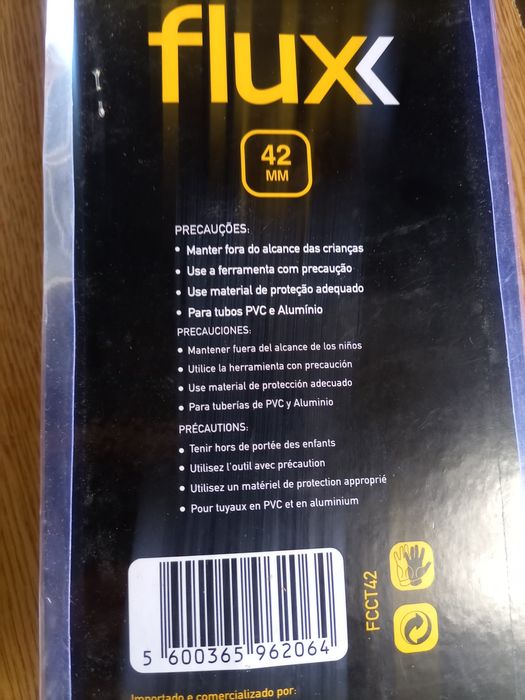 flux
42
MM
PRECAUÇÕES:
• Manter fora do alcance das crianças
• Use a ferramenta com precaução
• Use material de proteção adequado
• Para tubos PVC e Alumínio
PRECAUCIONES:
• Mantener fuera del alcance de los niños
• Utilice la herramienta con precaución
• Use material de protección adecuado
• Para tuberías de PVC y Aluminio
PRÉCAUTIONS:
• Tenir hors de portée des enfants
• Utilisez l'outil avec précaution
• Utilisez un matériel de protection approprié
• Pour tuyaux en PVC et en aluminium
FCCT42
5 600365 962064
Importado e comercializado por: